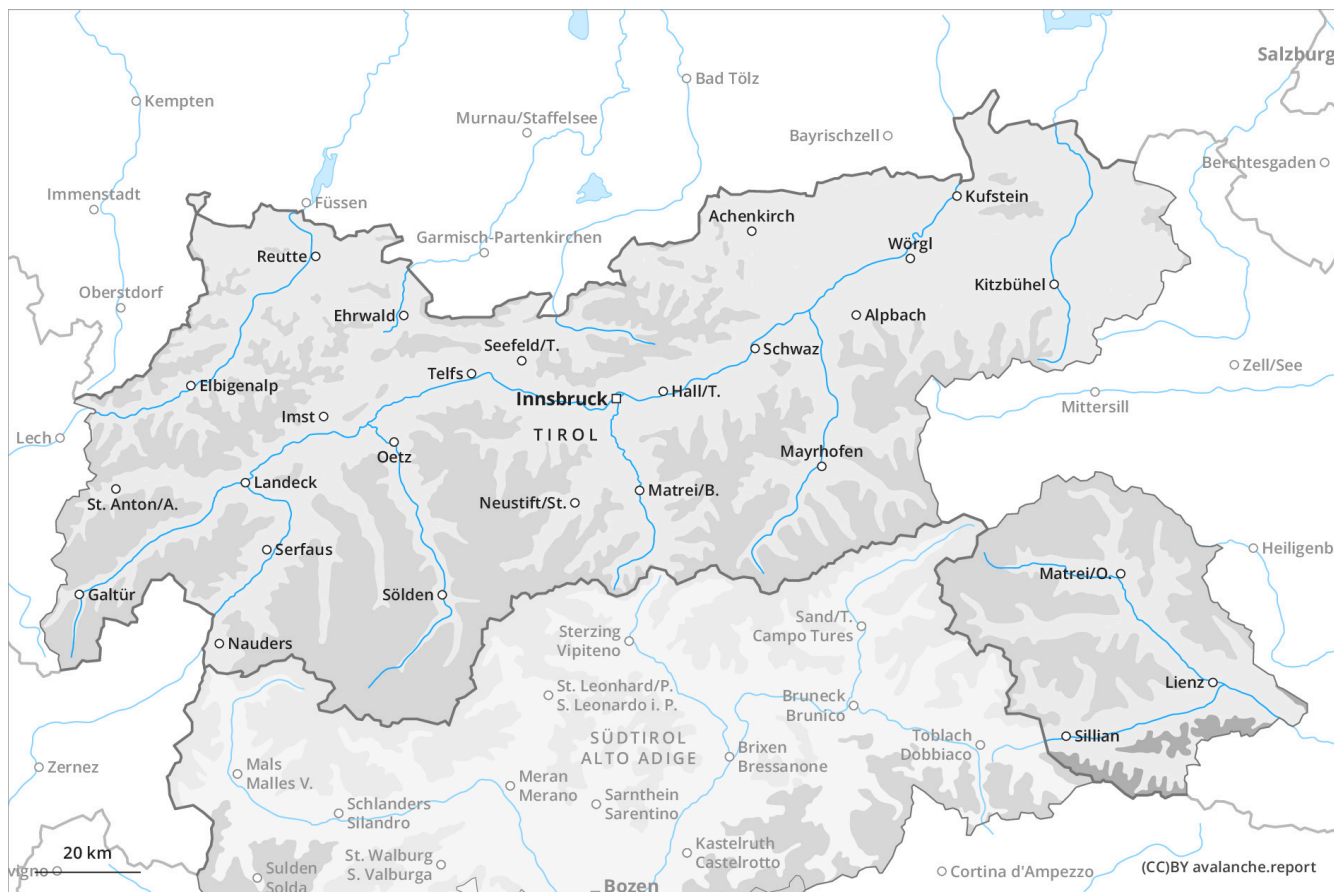 Salzburg
Kempten
Bad Tölz
Murnau/Staffelsee
Bayrischzell
Berchtesgaden
Immenstadt
Füssen
Kufstein
Achenkirch
Garmisch-Partenkirchen
Wörgl
Reutte
Oberstdorf
Kitzbühel
Ehrwald
Alpbach
Seefeld/T.
Schwaz
Telfs
Zell/See
Elbigenalp
Innsbruck
Hall/T.
Mittersill
Imst
TIROL
Lech
Oetz
Mayrhofen
Landeck
Matrei/B.
St. Anton/A.
Neustift/St.
Serfaus
Heiligenb
Matrei/O.
Galtür
Sölden
Sand/T.
Campo Tures
Sterzing
Vipiteno
Nauders
Lienz
St. Leonhard/P.
S. Leonardo i. P.
Bruneck
Brunico
SÜDTIROL
ALTO ADIGE
Toblach
Dobbiaco
Sillian
Brixen
Bressanone
Zernez
Mals
Malles V.
Meran
Merano
Schlanders
Silandro
Sarnthein
Sarentino
Kastelruth
Castelrotto
20 km
vigno
St. Walburg
S. Valburga
Sulden
Solda
Cortina d'Ampezzo
(CC)BY avalanche.report
Bozen